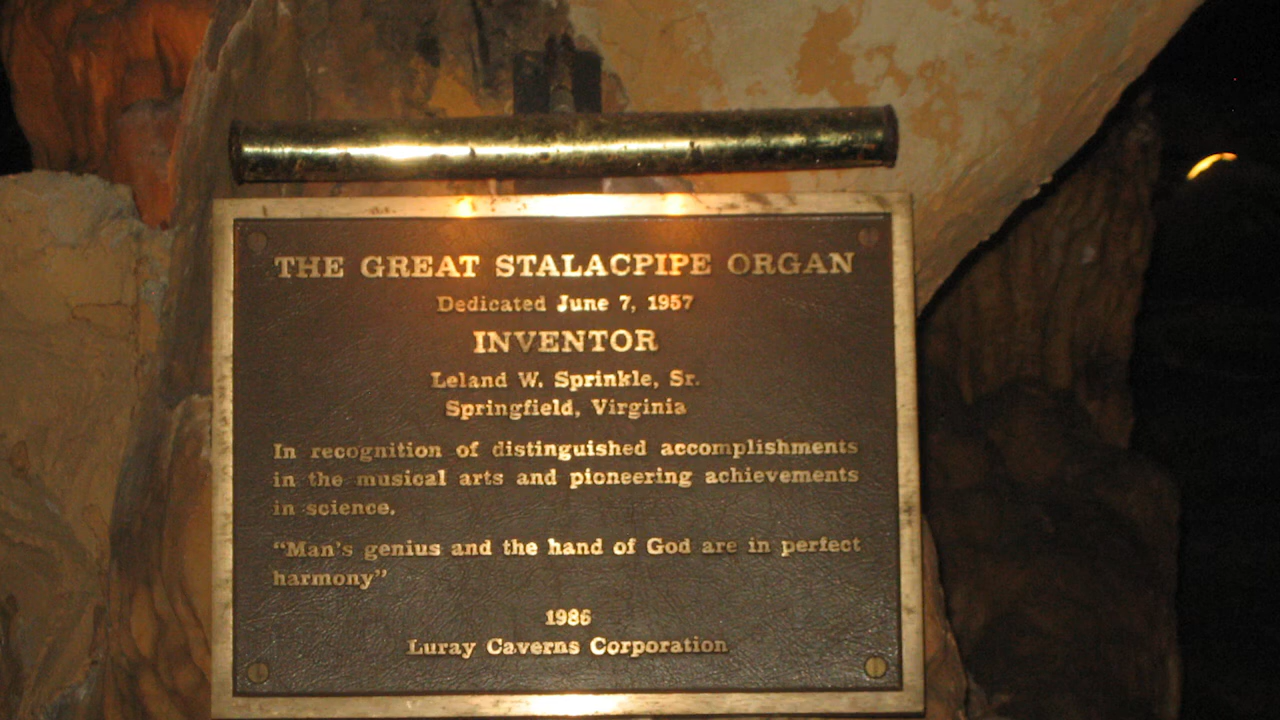 THE GREAT STALACPIPE ORGAN
Dedicated June 7, 1957
INVENTOR
Leland W. Sprinkle, Sr.
Springfield, Virginia
In recognition of distinguished accomplishments
in the musical arts and pioneering achievements
in science.
“Man's genius and the hand of God are in perfect
harmony”
1986
Luray Caverns Corporation